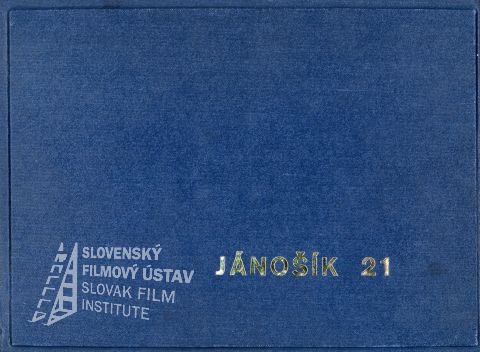 SLOVENSKÝ
FILMOVÝ ÚSTAV
SLOVAK FILM
INSTITUTE
JÁNOŠÍK 21